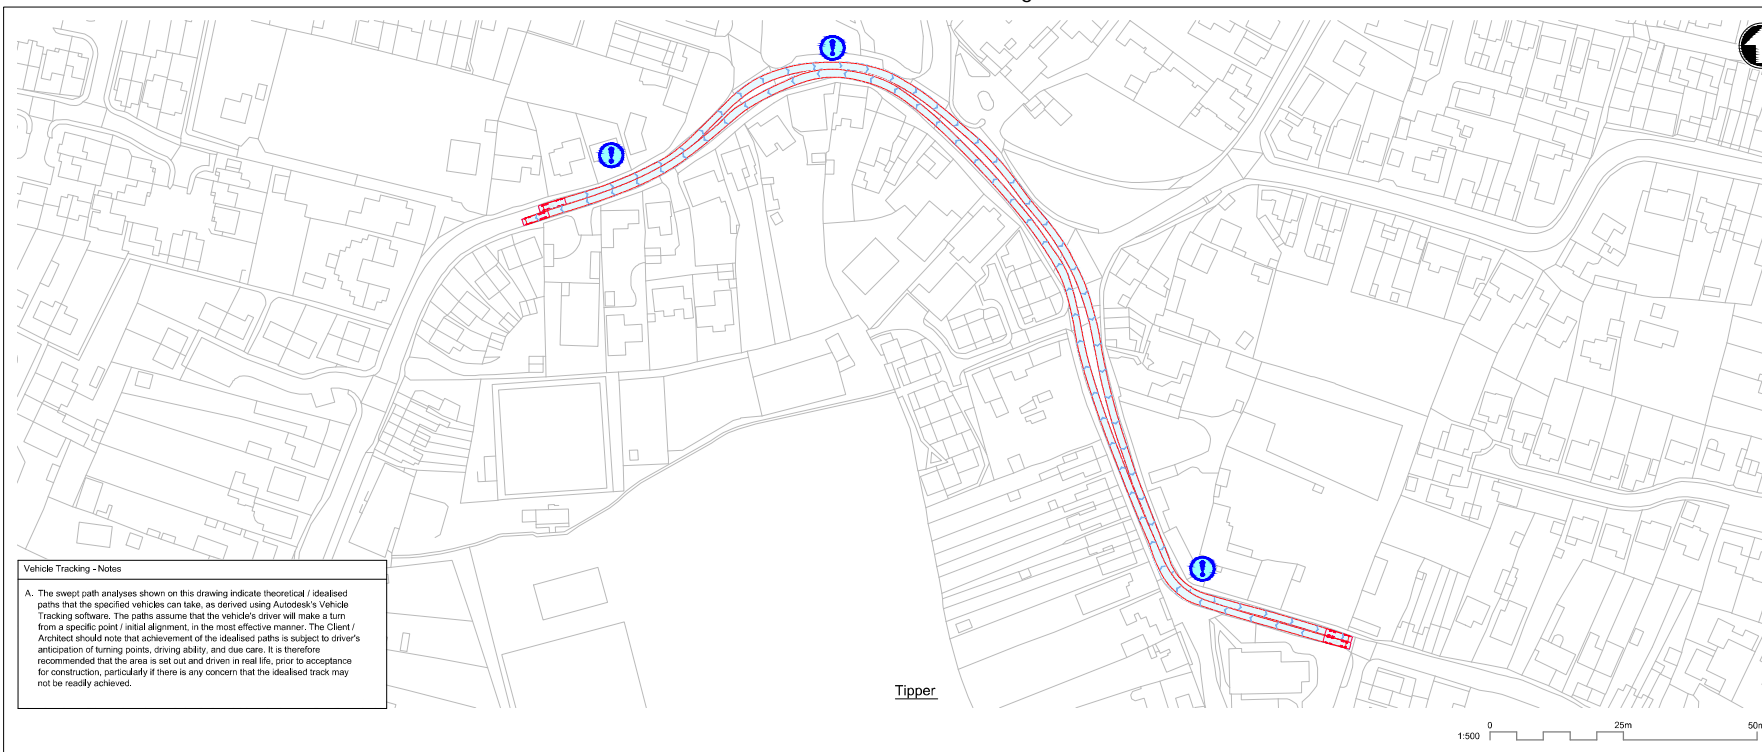 Vehicle Tracking - Notes
A. The swept path analyses shown on this drawing indicate theoretical / idealised
paths that the specified vehicles can take, as derived using Autodesk's Vehicle
Tracking software. The paths assume that the vehicle's driver will make a turn
from a specific point / initial alignment, in the most effective manner. The Client /
Architect should note that achievement of the idealised paths is subject to driver's
anticipation of turning points, driving ability, and due care. It is therefore
recommended that the area is set out and driven in real life, prior to acceptance
for construction, particularly if there is any concern that the idealised track may
not be readily achieved.
Tipper
1:500
0
25m